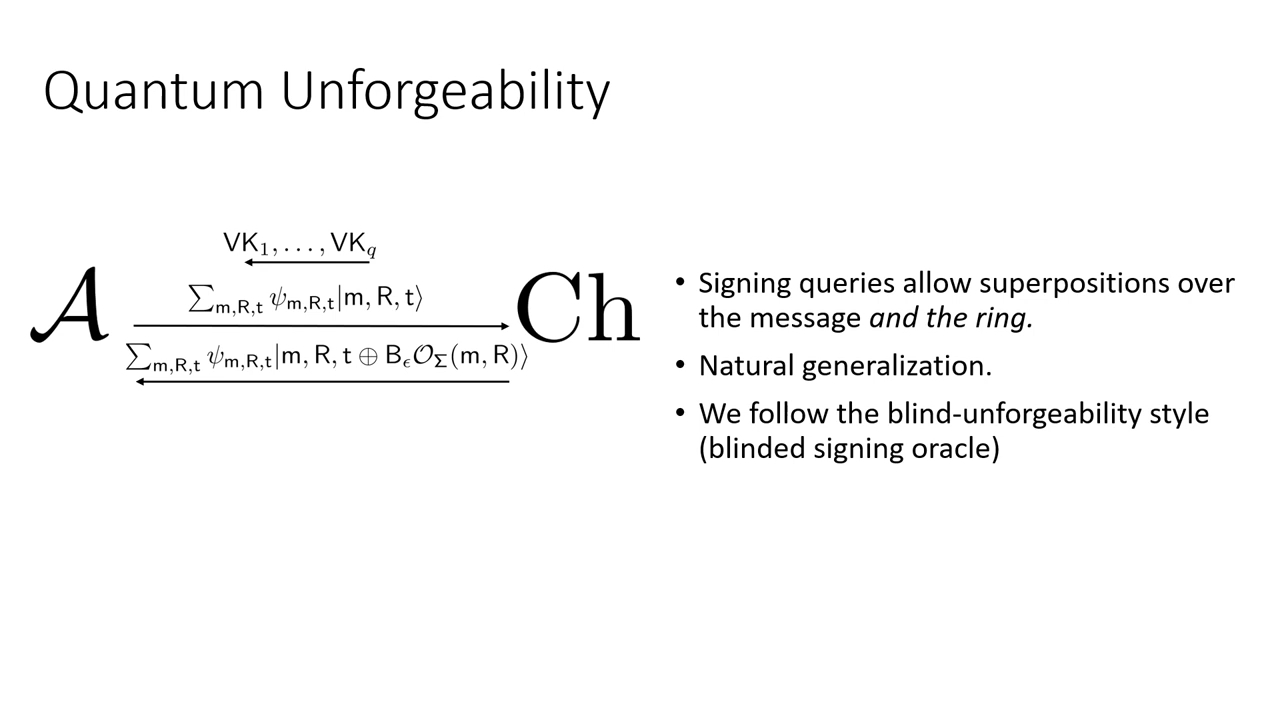 Quantum Unforgeability
VK₁, . . . , VK_q
𝒜
∑_{m,R,t} ψ_{m,R,t}|m, R, t⟩
Ch
∑_{m,R,t} ψ_{m,R,t}|m, R, t ⊕ B_ϵ𝒪_Σ(m, R)⟩
• Signing queries allow superpositions over
the message and the ring.
• Natural generalization.
• We follow the blind-unforgeability style
(blinded signing oracle)